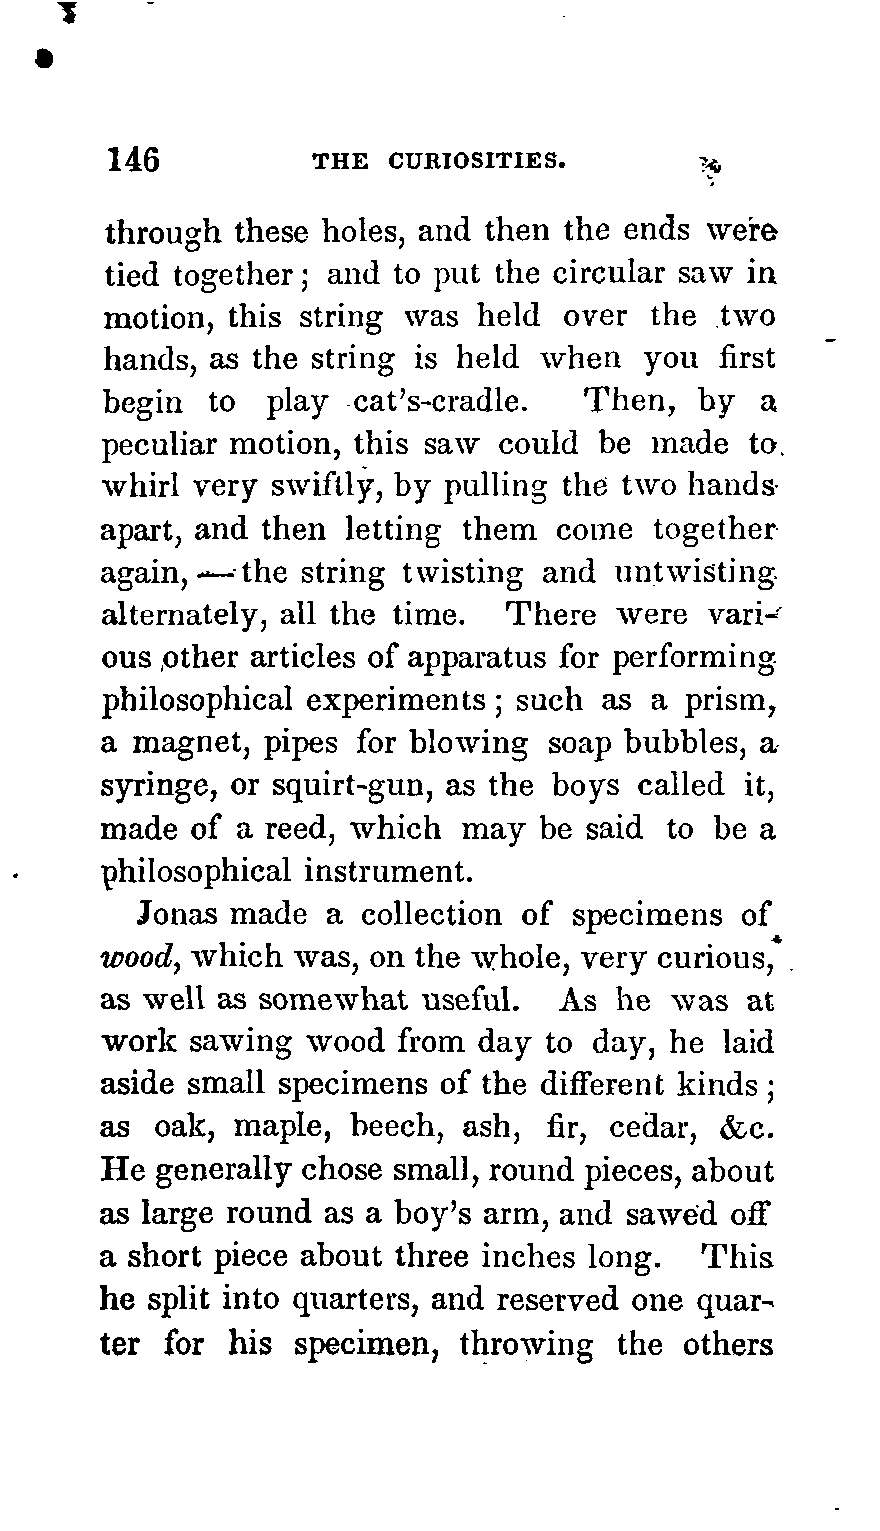 146 THE CURIOSITIES.
through these holes, and then the ends were
tied together; and to put the circular saw in
motion, this string was held over the two
hands, as the string is held when you first
begin to play cat's-cradle. Then, by a
peculiar motion, this saw could be made to
whirl very swiftly, by pulling the two hands
apart, and then letting them come together
again,—the string twisting and untwisting
alternately, all the time. There were vari-
ous other articles of apparatus for performing
philosophical experiments; such as a prism,
a magnet, pipes for blowing soap bubbles, a
syringe, or squirt-gun, as the boys called it,
made of a reed, which may be said to be a
philosophical instrument.
Jonas made a collection of specimens of
wood, which was, on the whole, very curious,
as well as somewhat useful. As he was at
work sawing wood from day to day, he laid
aside small specimens of the different kinds;
as oak, maple, beech, ash, fir, cedar, &c.
He generally chose small, round pieces, about
as large round as a boy's arm, and sawed off
a short piece about three inches long. This
he split into quarters, and reserved one quar-
ter for his specimen, throwing the others